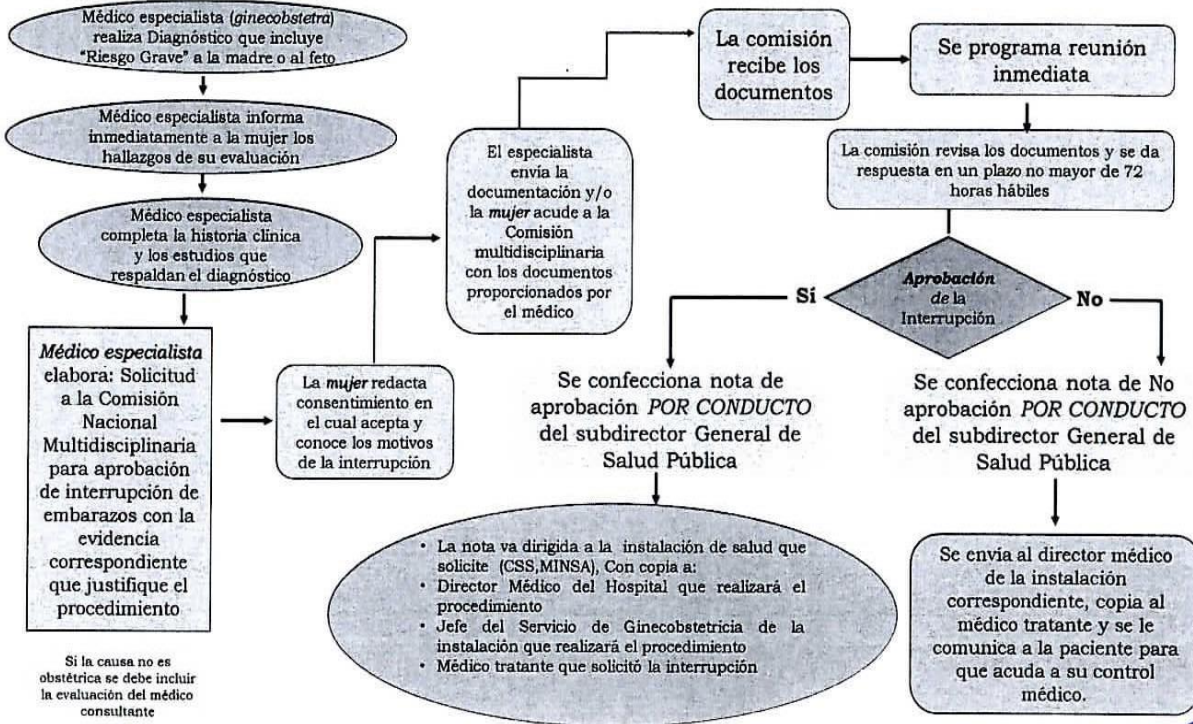 Médico especialista (ginecobstetra)
realiza Diagnóstico que incluye
"Riesgo Grave" a la madre o al feto
Médico especialista informa
inmediatamente a la mujer los
hallazgos de su evaluación
Médico especialista
completa la historia clínica
y los estudios que
respaldan el diagnóstico
Médico especialista
elabora: Solicitud
a la Comisión
Nacional
Multidisciplinaria
para aprobación
de interrupción de
embarazos con la
evidencia
correspondiente
que justifique el
procedimiento
Si la causa no es
obstétrica se debe incluir
la evaluación del médico
consultante
La mujer redacta
consentimiento en
el cual acepta y
conoce los motivos
de la interrupción
El especialista
envía la
documentación y/o
la mujer acude a la
Comisión
multidisciplinaria
con los documentos
proporcionados por
el médico
La comisión
recibe los
documentos
Se programa reunión
inmediata
La comisión revisa los documentos y se da
respuesta en un plazo no mayor de 72
horas hábiles
Aprobación
de la
Interrupción
Sí
No
Se confecciona nota de
aprobación POR CONDUCTO
del subdirector General de
Salud Pública
• La nota va dirigida a la instalación de salud que
solicite (CSS,MINSA), Con copia a:
• Director Médico del Hospital que realizará el
procedimiento
• Jefe del Servicio de Ginecobstetricia de la
instalación que realizará el procedimiento
• Médico tratante que solicitó la interrupción
Se confecciona nota de No
aprobación POR CONDUCTO
del subdirector General de
Salud Pública
Se envía al director médico
de la instalación
correspondiente, copia al
médico tratante y se le
comunica a la paciente para
que acuda a su control
médico.